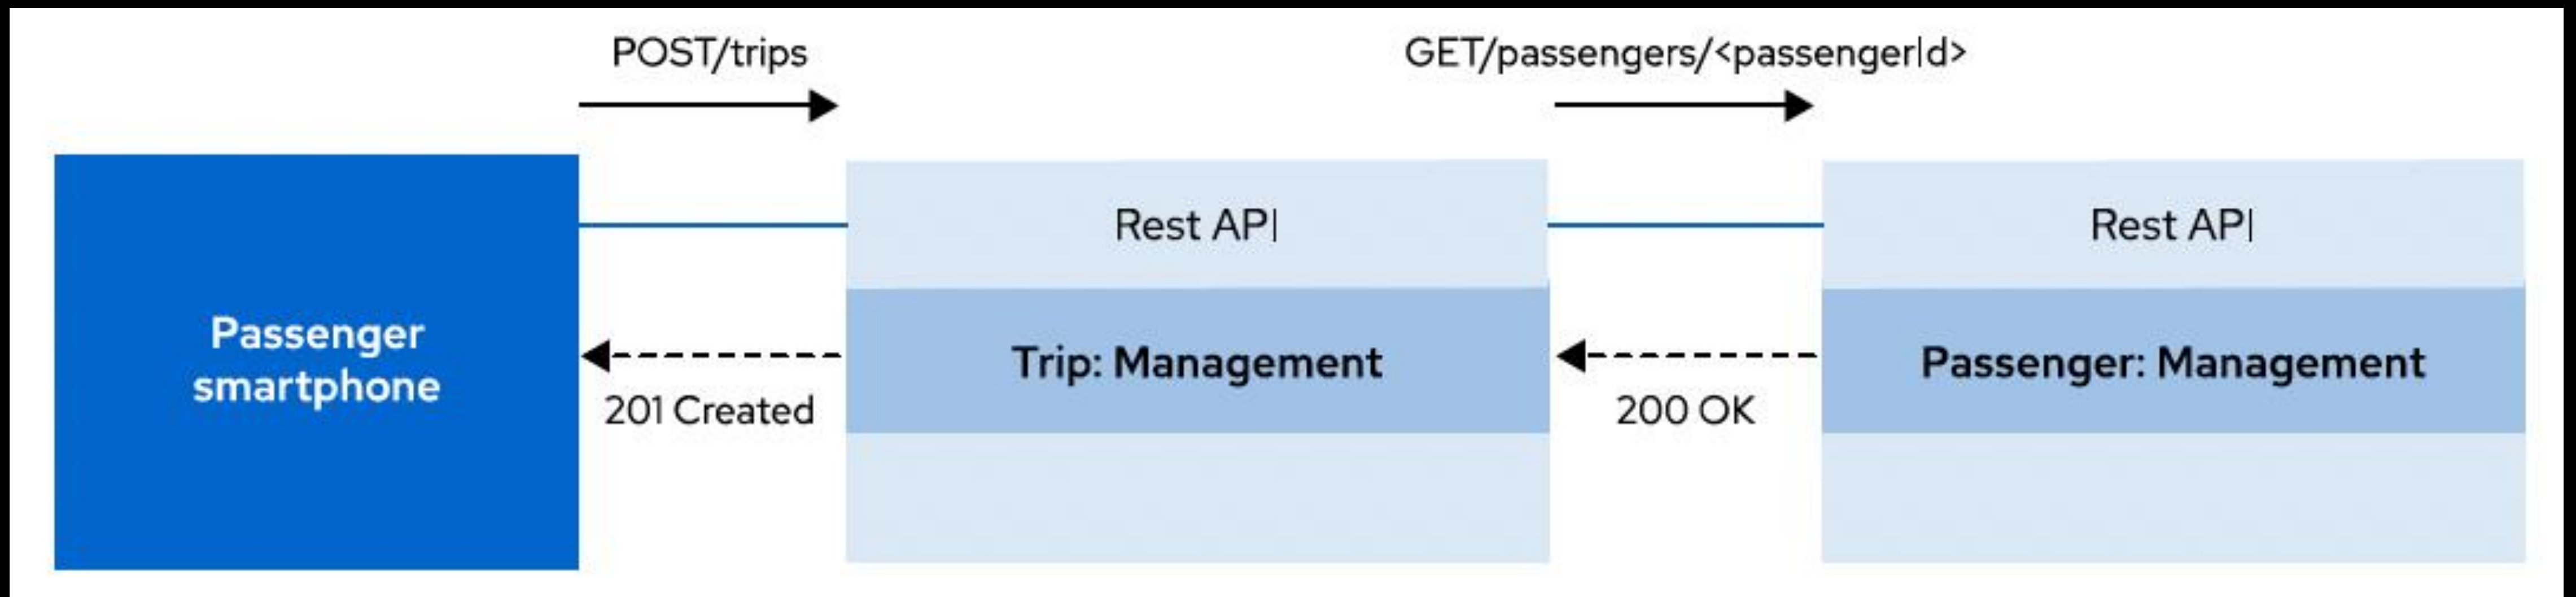 POST/trips
GET/passengers/<passengerId>
Rest API
Rest API
Passenger
smartphone
Trip: Management
Passenger: Management
201 Created
200 OK